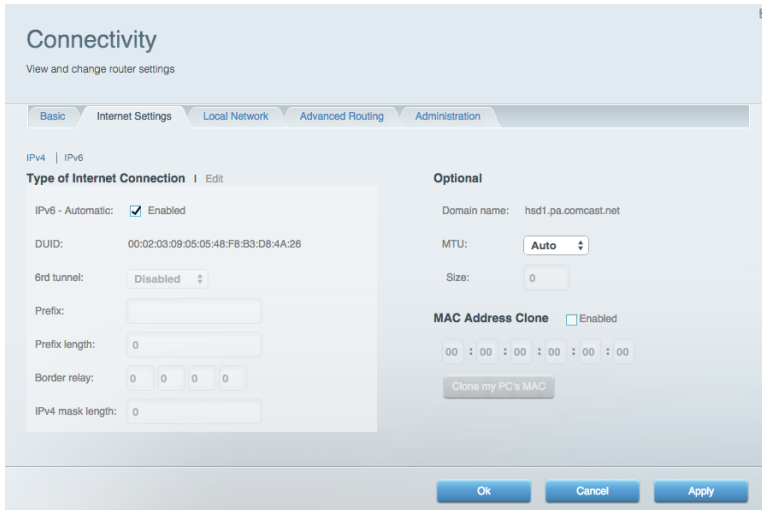 Connectivity
View and change router settings
Basic
Internet Settings
Local Network
Advanced Routing
Administration
IPv4 | IPv6
Type of Internet Connection | Edit
IPv6 - Automatic: Enabled
DUID: 00:02:03:09:05:05:48:F8:B3:D8:4A:26
6rd tunnel: Disabled
Prefix:
Prefix length: 0
Border relay: 0 0 0 0
IPv4 mask length: 0
Optional
Domain name: hsd1.pa.comcast.net
MTU: Auto
Size: 0
MAC Address Clone Enabled
00 : 00 : 00 : 00 : 00 : 00
Clone my PC's MAC
Ok
Cancel
Apply